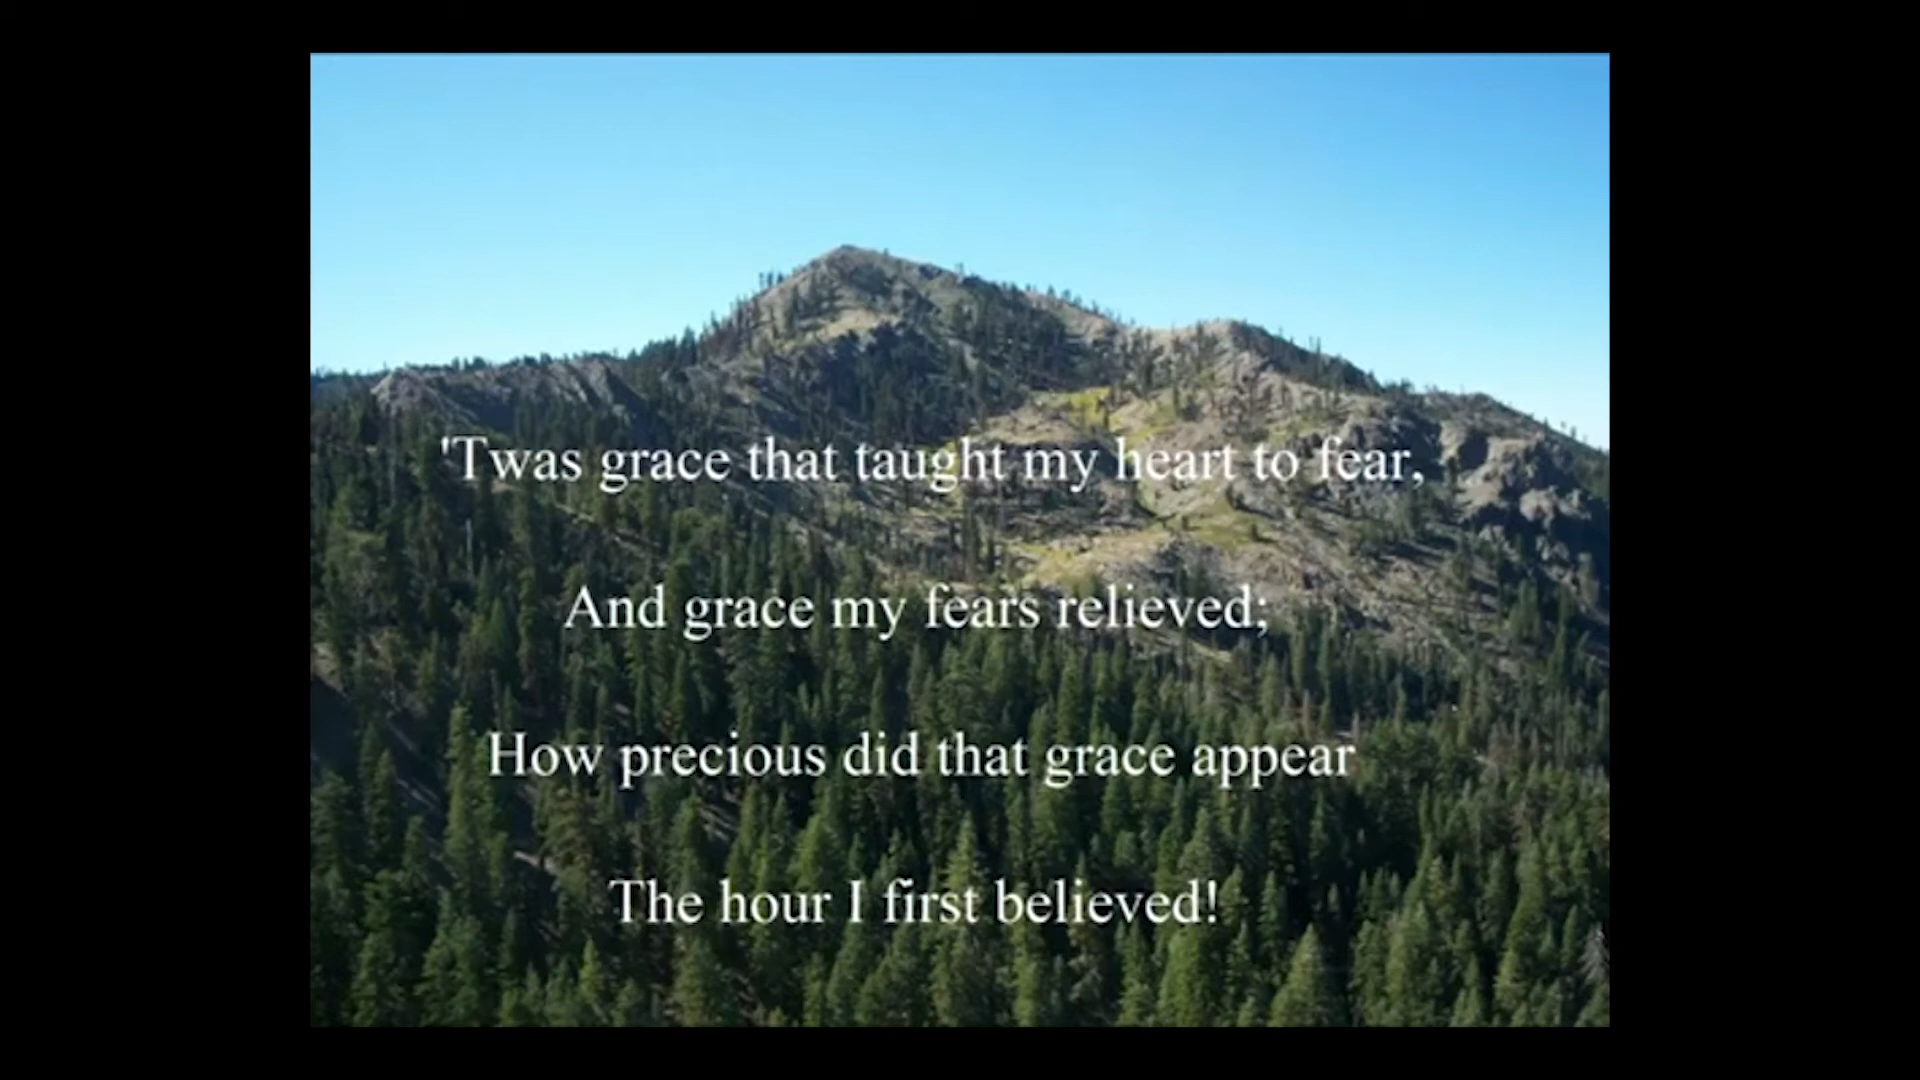 'Twas grace that taught my heart to fear,
And grace my fears relieved;
How precious did that grace appear
The hour I first believed!